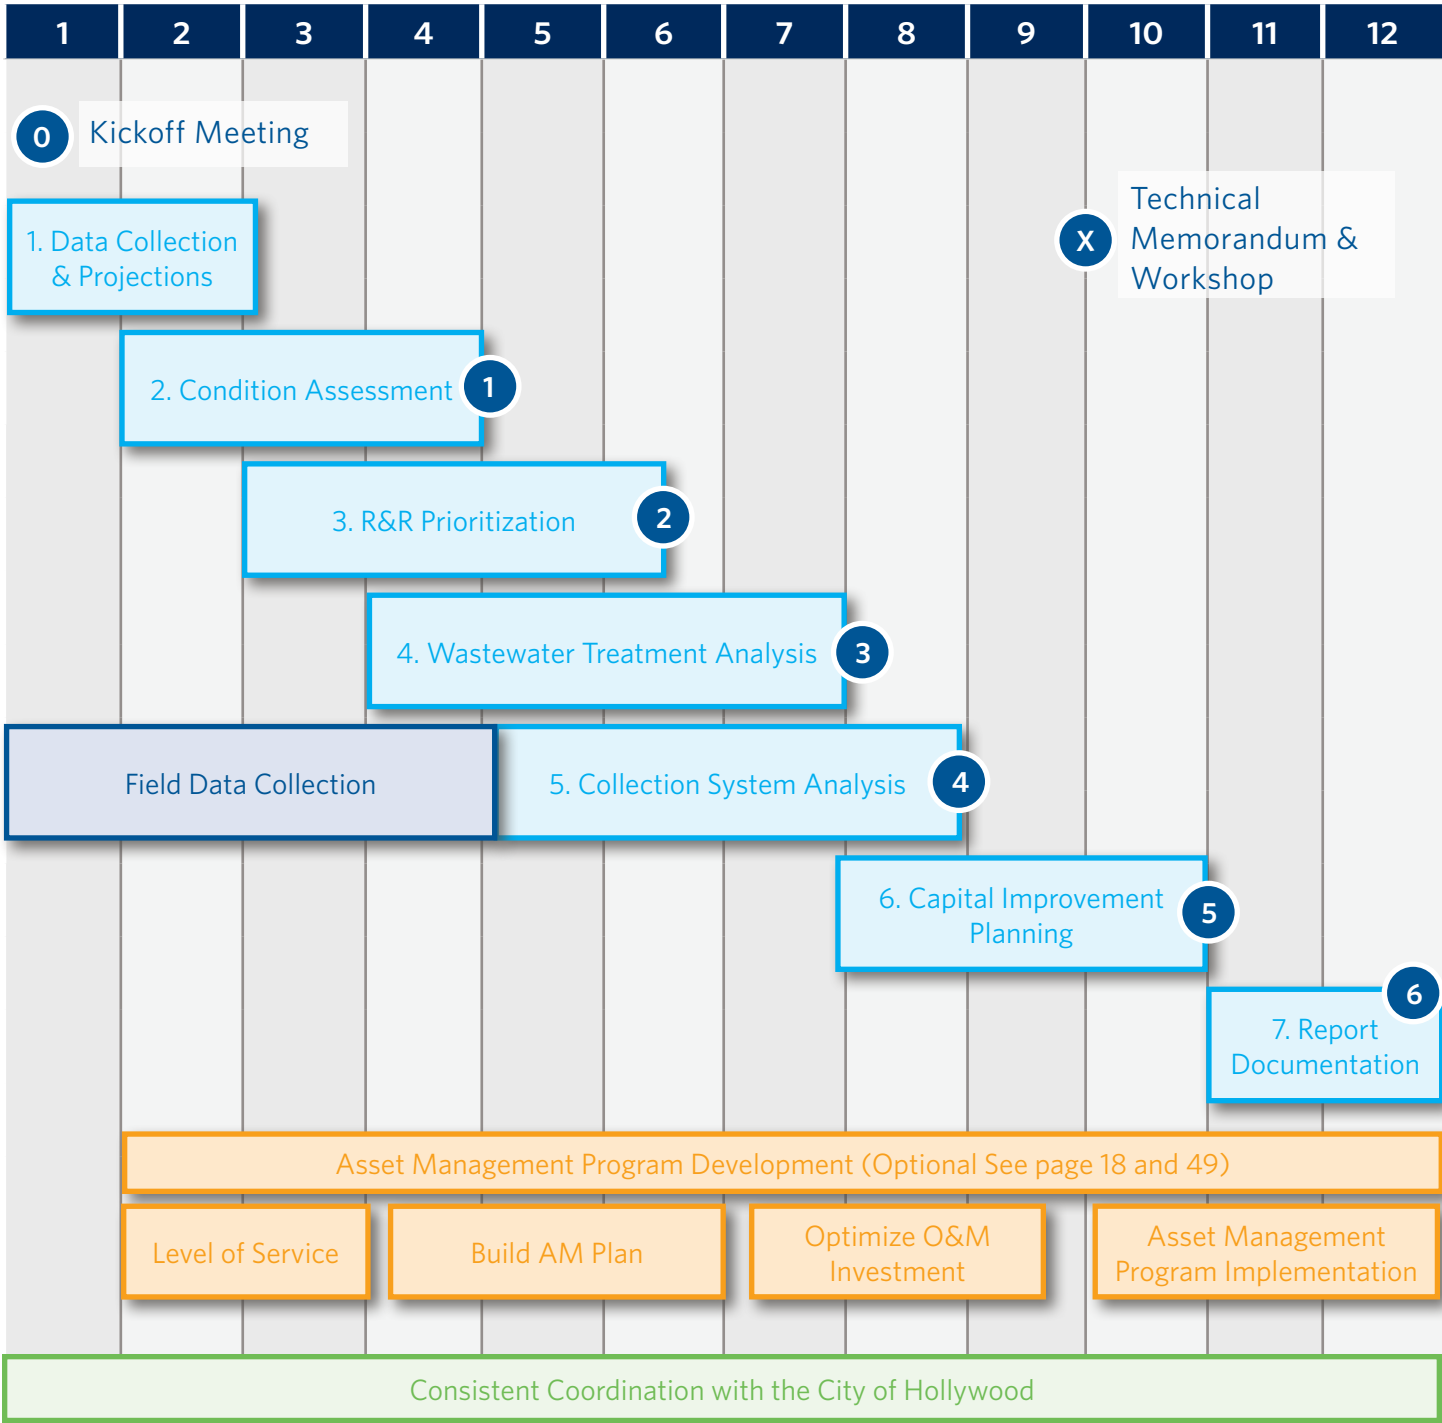 1 2 3 4 5 6 7 8 9 10 11 12
0 Kickoff Meeting
Technical
X Memorandum &
Workshop
1. Data Collection
& Projections
2. Condition Assessment 1
3. R&R Prioritization 2
4. Wastewater Treatment Analysis 3
Field Data Collection 5. Collection System Analysis 4
6. Capital Improvement
Planning 5
6
7. Report
Documentation
Asset Management Program Development (Optional See page 18 and 49)
Level of Service
Build AM Plan
Optimize O&M
Investment
Asset Management
Program Implementation
Consistent Coordination with the City of Hollywood